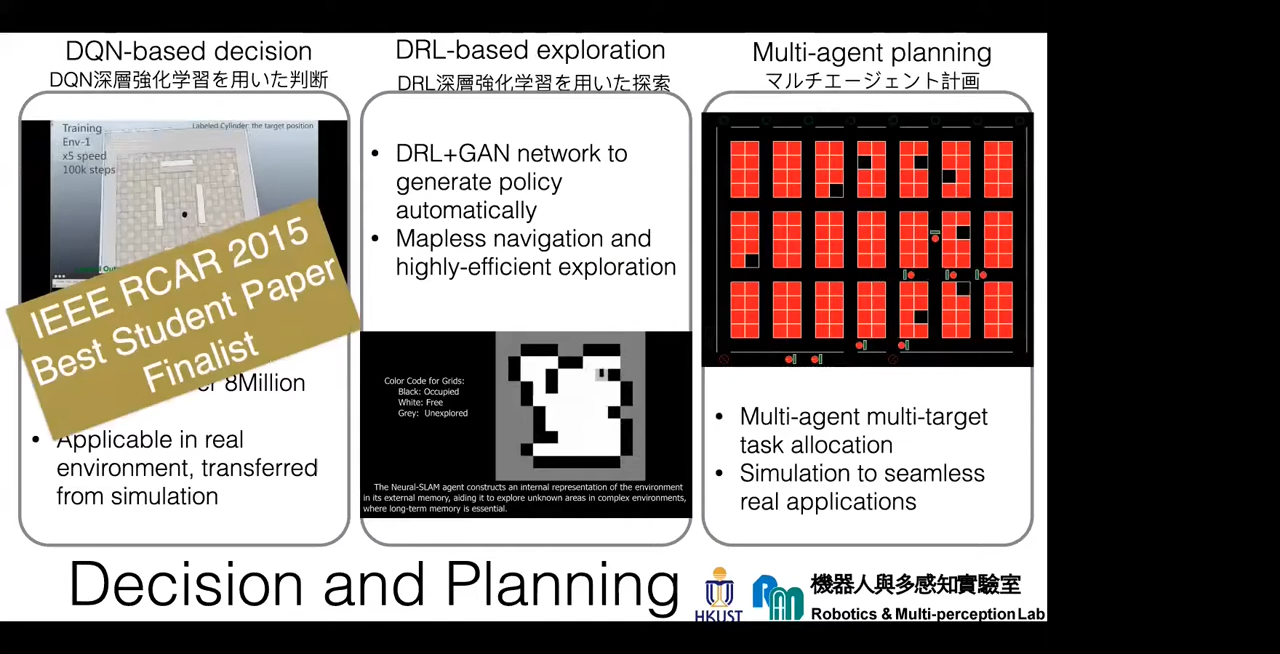 DQN-based decision
DQN深層強化学習を用いた判断
Training
Env-1
x5 speed
100k steps
Labeled Cylinder: the target position
IEEE RCAR 2015
Best Student Paper
Finalist
8Million
• Applicable in real
environment, transferred
from simulation
DRL-based exploration
DRL深層強化学習を用いた探索
• DRL+GAN network to
generate policy
automatically
• Mapless navigation and
highly-efficient exploration
Color Code for Grids:
Black: Occupied
White: Free
Grey: Unexplored
The Neural-SLAM agent constructs an internal representation of the environment
in its external memory, aiding it to explore unknown areas in complex environments,
where long-term memory is essential.
Multi-agent planning
マルチエージェント計画
• Multi-agent multi-target
task allocation
• Simulation to seamless
real applications
Decision and Planning
HKUST
RAM
機器人與多感知實驗室
Robotics & Multi-perception Lab